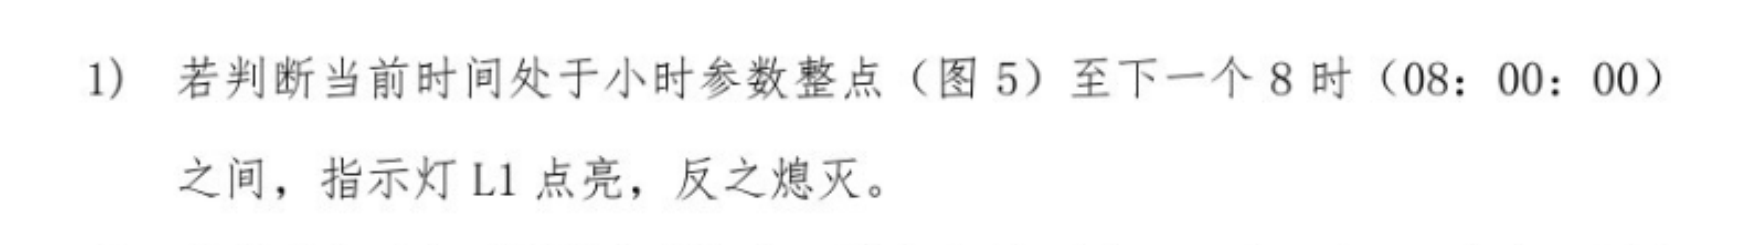 1) 若判断当前时间处于小时参数整点（图 5）至下一个 8 时（08：00：00）
之间，指示灯 L1 点亮，反之熄灭。